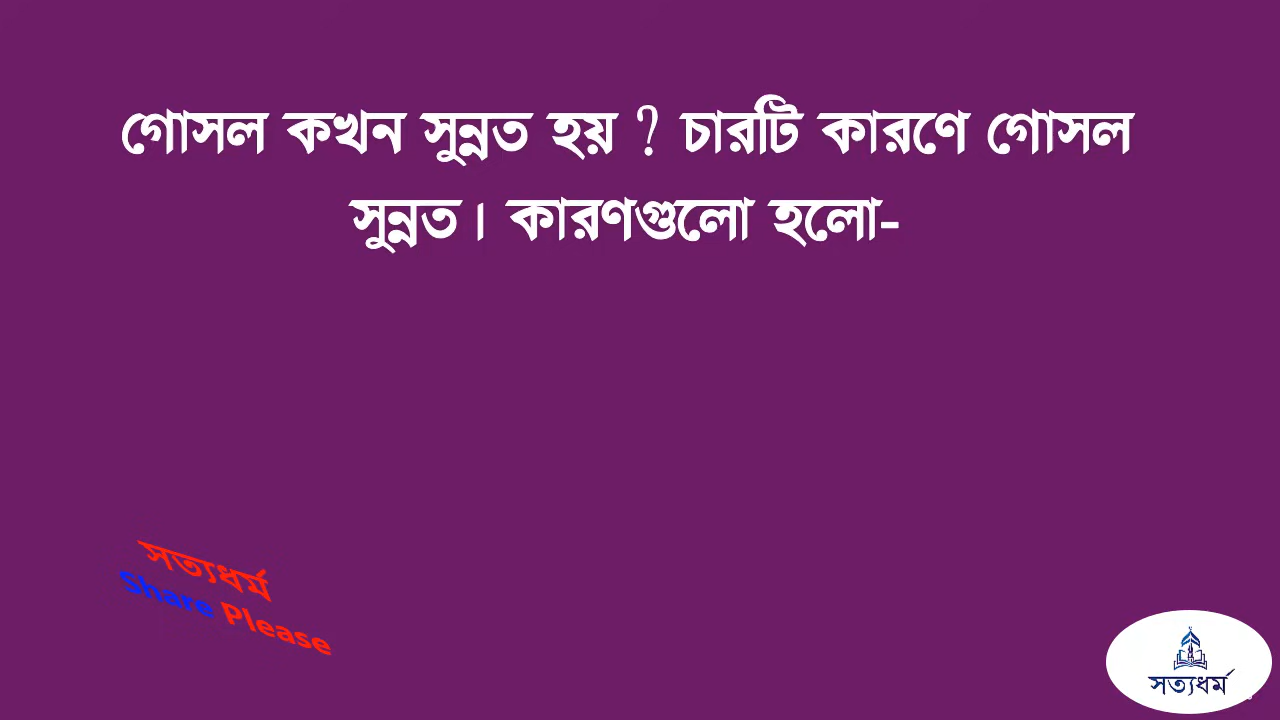 গোসল কখন সুন্নত হয় ? চারটি কারণে গোসল
সুন্নত। কারণগুলো হলো-
সত্যধর্ম
Share Please
সত্যধর্ম